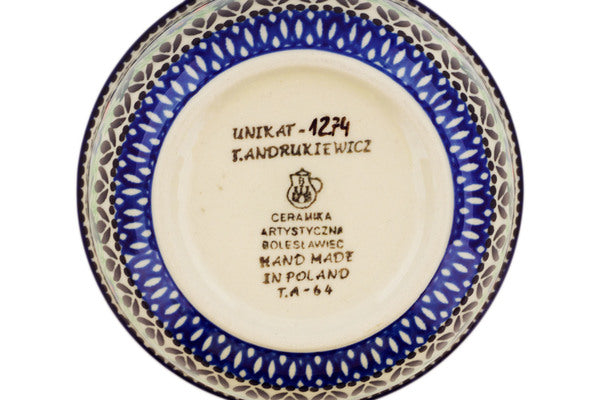 UNIKAT-1274
T.ANDRUKIEWICZ
CERAMIKA
ARTYSTYCZNA
BOLESŁAWIEC
HAND MADE
IN POLAND
T.A-64